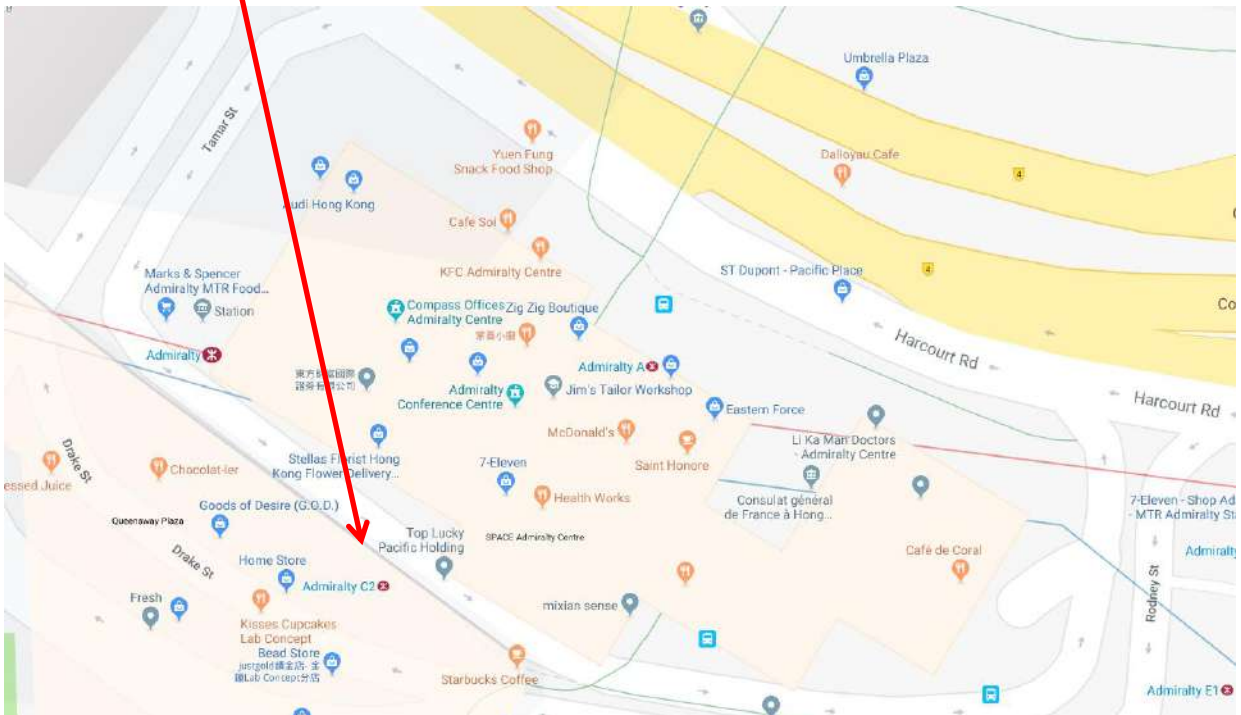 Umbrella Plaza
Tamar St
Yuen Fung
Snack Food Shop
Dalloyau Cafe
4
Audi Hong Kong
Cafe Sol
KFC Admiralty Centre
ST Dupont - Pacific Place
4
Marks & Spencer
Admiralty MTR Food...
Station
Compass Offices
Admiralty Centre
Zig Zig Boutique
Co
Harcourt Rd
Admiralty
Admiralty A
Jim's Tailor Workshop
Admiralty
Conference Centre
Harcourt Rd
Eastern Force
McDonald's
Li Ka Man Doctors
- Admiralty Centre
Drake St
Stellas Florist Hong
Kong Flower Delivery...
7-Eleven
Saint Honore
essed Juice
Chocolat-ier
Health Works
Consulat général
de France à Hong...
7-Eleven - Shop Ad
- MTR Admiralty Sta
Goods of Desire (G.O.D.)
Queensway Plaza
Top Lucky
Pacific Holding
SPACE Admiralty Centre
Café de Coral
Admiralty
Drake St
Home Store
Admiralty C2
Rodney St
Fresh
mixian sense
Kisses Cupcakes
Lab Concept
Bead Store
Starbucks Coffee
Admiralty E1